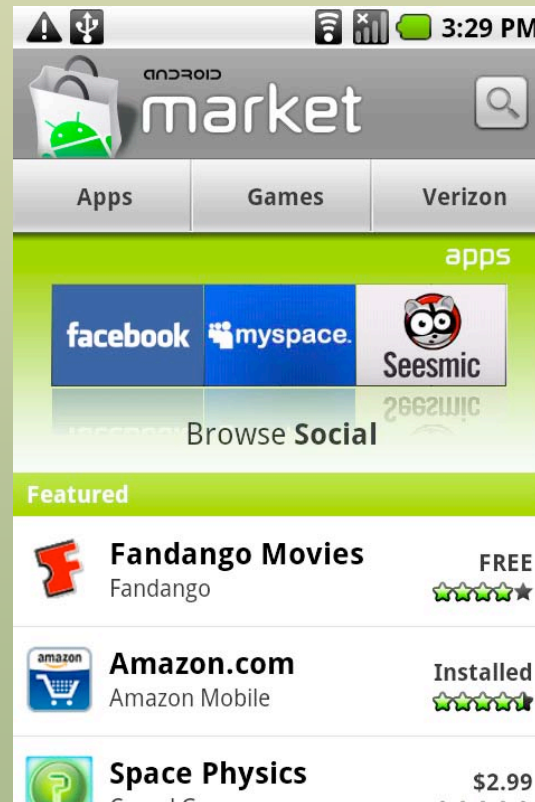 3:29 PM
android
market
Apps Games Verizon
apps
facebook myspace. Seesmic
Browse Social
Featured
Fandango Movies
FREE
Fandango
amazon
Amazon.com
Installed
Amazon Mobile
Space Physics
$2.99